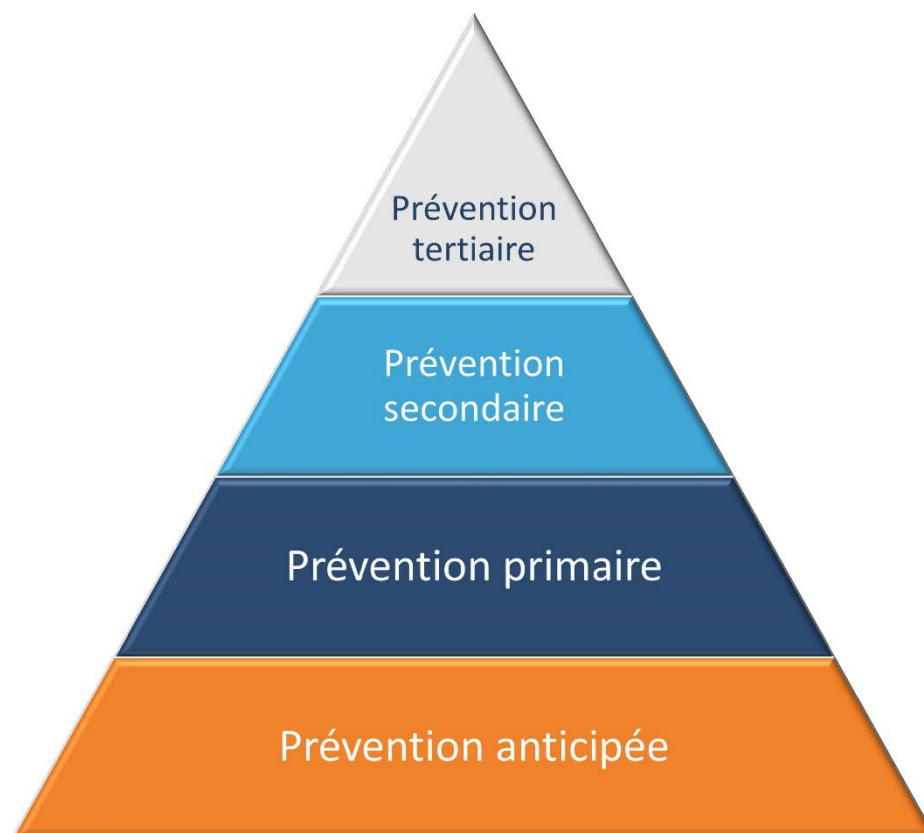 Prévention
tertiaire
Prévention
secondaire
Prévention primaire
Prévention anticipée